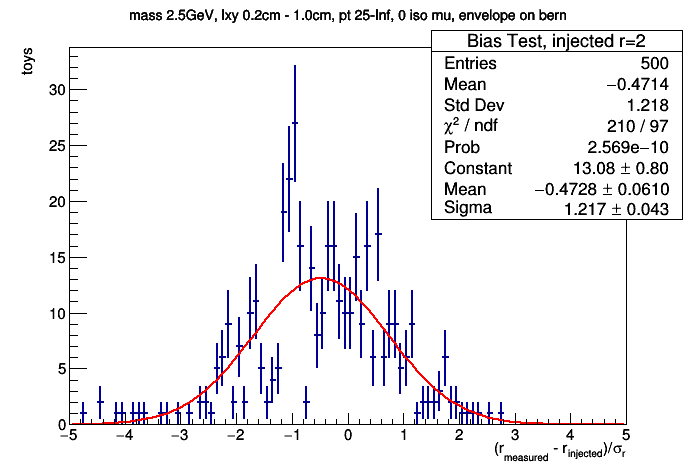 mass 2.5GeV, lxy 0.2cm - 1.0cm, pt 25-Inf, 0 iso mu, envelope on bern
toys
Bias Test, injected r=2
Entries 500
Mean −0.4714
Std Dev 1.218
χ² / ndf 210 / 97
Prob 2.569e−10
Constant 13.08 ± 0.80
Mean −0.4728 ± 0.0610
Sigma 1.217 ± 0.043
30
25
20
15
10
5
0
−5 −4 −3 −2 −1 0 1 2 3 4 5
(r_measured - r_injected)/σ_r